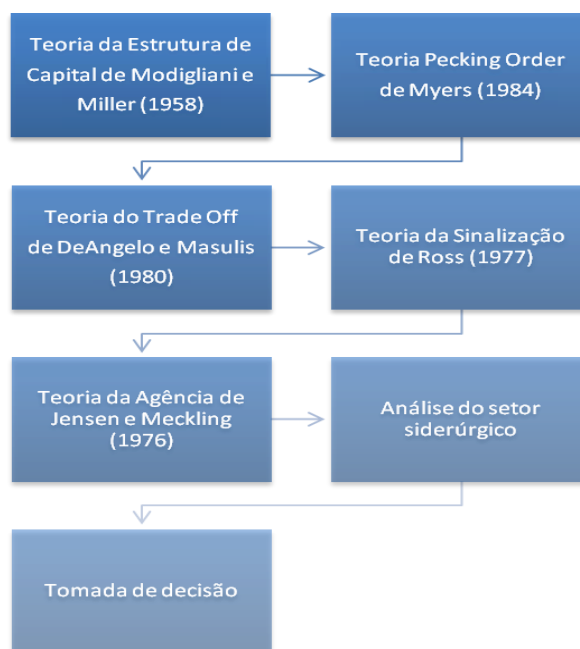 Teoria da Estrutura de
Capital de Modigliani e
Miller (1958)
Teoria Pecking Order
de Myers (1984)
Teoria do Trade Off
de DeAngelo e Masulis
(1980)
Teoria da Sinalização
de Ross (1977)
Teoria da Agência de
Jensen e Meckling
(1976)
Análise do setor
siderúrgico
Tomada de decisão